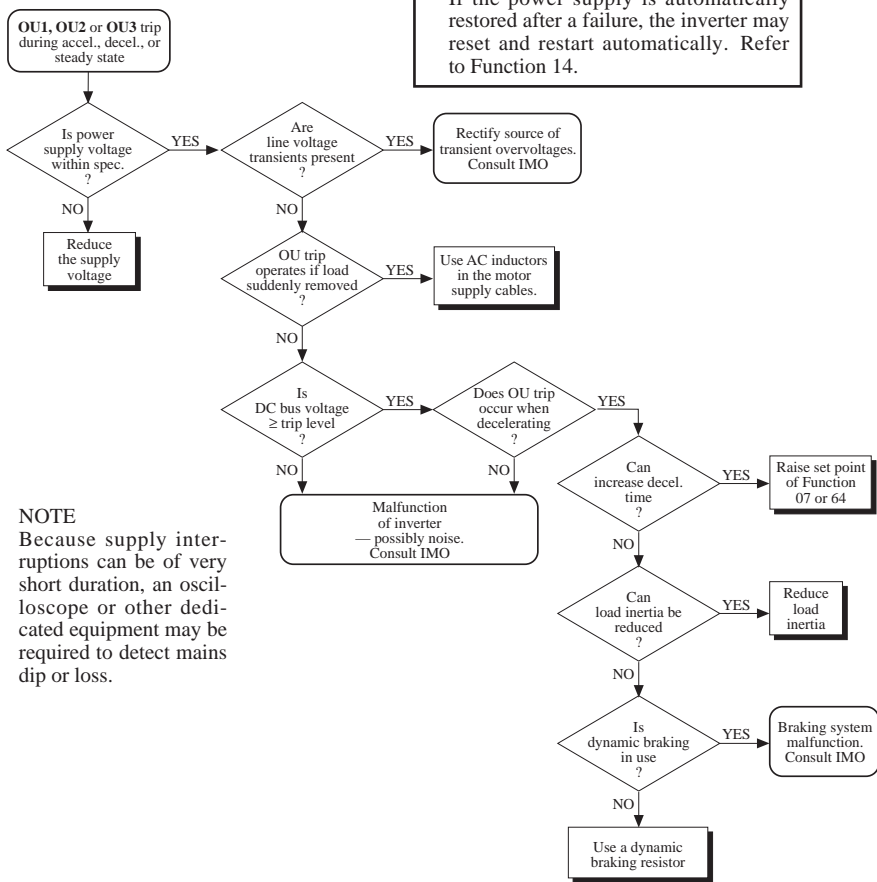 If the power supply is automatically
restored after a failure, the inverter may
reset and restart automatically. Refer
to Function 14.
OU1, OU2 or OU3 trip
during accel., decel., or
steady state
Is power
supply voltage
within spec.
?
YES
NO
Reduce
the supply
voltage
Are
line voltage
transients present
?
YES
NO
Rectify source of
transient overvoltages.
Consult IMO
OU trip
operates if load
suddenly removed
?
YES
NO
Use AC inductors
in the motor
supply cables.
Is
DC bus voltage
≥ trip level
?
YES
NO
Does OU trip
occur when
decelerating
?
YES
NO
Malfunction
of inverter
— possibly noise.
Consult IMO
Can
increase decel.
time
?
YES
NO
Raise set point
of Function
07 or 64
Can
load inertia be
reduced
?
YES
NO
Reduce
load
inertia
Is
dynamic braking
in use
?
YES
NO
Braking system
malfunction.
Consult IMO
Use a dynamic
braking resistor
NOTE
Because supply inter-
ruptions can be of very
short duration, an oscil-
loscope or other dedi-
cated equipment may be
required to detect mains
dip or loss.